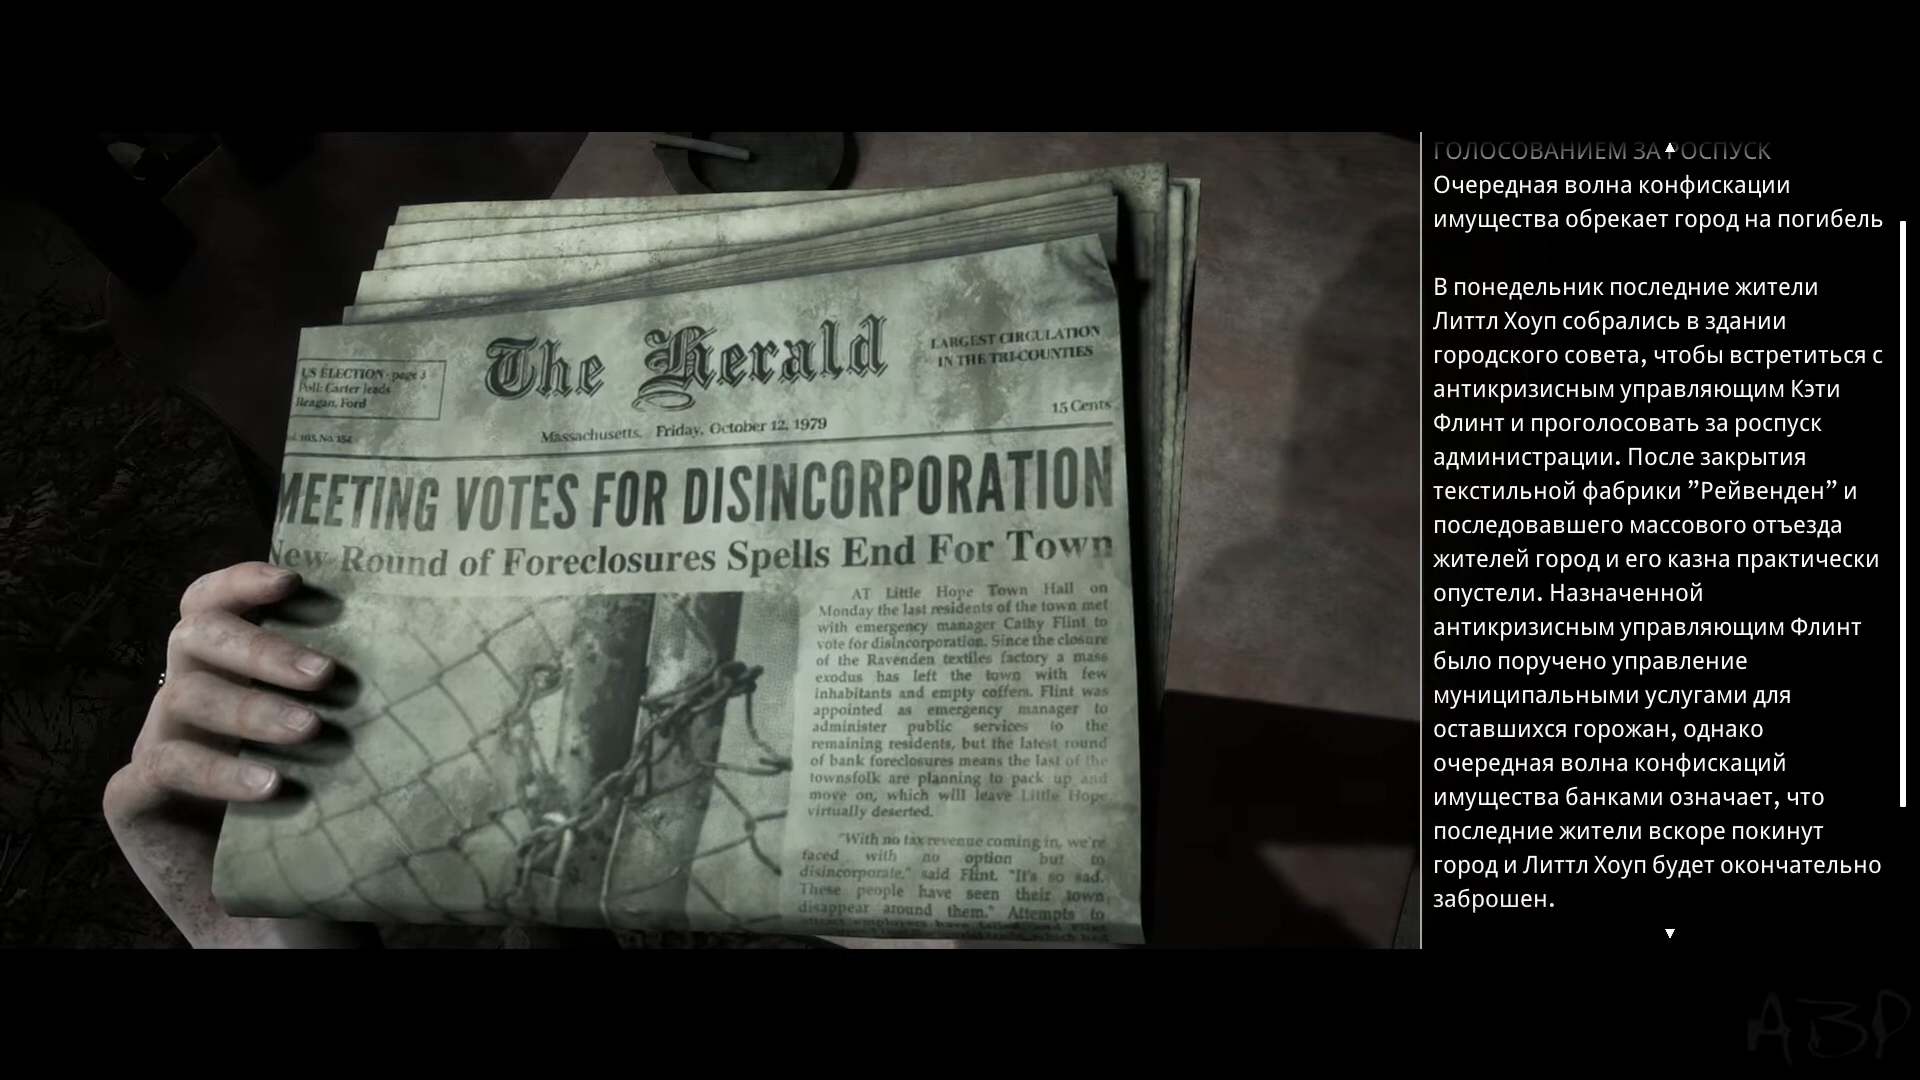 The Herald
LARGEST CIRCULATION
IN THE TRI-COUNTIES
US ELECTION - page 3
Poll: Carter leads
Reagan, Ford
15 Cents
Massachusetts, Friday, October 12, 1979
103, No. 154
MEETING VOTES FOR DISINCORPORATION
New Round of Foreclosures Spells End For Town
AT Little Hope Town Hall on
Monday the last residents of the town met
with emergency manager Cathy Flint to
vote for disincorporation. Since the closure
of the Ravenden textiles factory a mass
exodus has left the town with few
inhabitants and empty coffers. Flint was
appointed as emergency manager to
administer public services to the
remaining residents, but the latest round
of bank foreclosures means the last of the
townsfolk are planning to pack up and
move on, which will leave Little Hope
virtually deserted.
"With no tax revenue coming in, we're
faced with no option but to
disincorporate," said Flint. "It's so sad.
These people have seen their town
disappear around them." Attempts to
ГОЛОСОВАНИЕМ ЗА РОСПУСК
Очередная волна конфискации
имущества обрекает город на погибель
В понедельник последние жители
Литтл Хоуп собрались в здании
городского совета, чтобы встретиться с
антикризисным управляющим Кэти
Флинт и проголосовать за роспуск
администрации. После закрытия
текстильной фабрики ”Рейвенден” и
последовавшего массового отъезда
жителей город и его казна практически
опустели. Назначенной
антикризисным управляющим Флинт
было поручено управление
муниципальными услугами для
оставшихся горожан, однако
очередная волна конфискаций
имущества банками означает, что
последние жители вскоре покинут
город и Литтл Хоуп будет окончательно
заброшен.
ABP